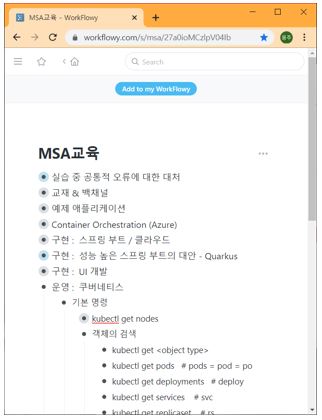 MSA교육 - WorkFlowy
workflowy.com/s/msa/27a0ioMCzlpV04lb
윤주
Search
Add to my WorkFlowy
MSA교육
실습 중 공통적 오류에 대한 대처
교재 & 백채널
예제 애플리케이션
Container Orchestration (Azure)
구현 : 스프링 부트 / 클라우드
구현 : 성능 높은 스프링 부트의 대안 - Quarkus
구현 : UI 개발
운영 : 쿠버네티스
기본 명령
kubectl get nodes
객체의 검색
kubectl get <object type>
kubectl get pods # pods = pod = po
kubectl get deployments # deploy
kubectl get services # svc
kubectl get replicaset # rs